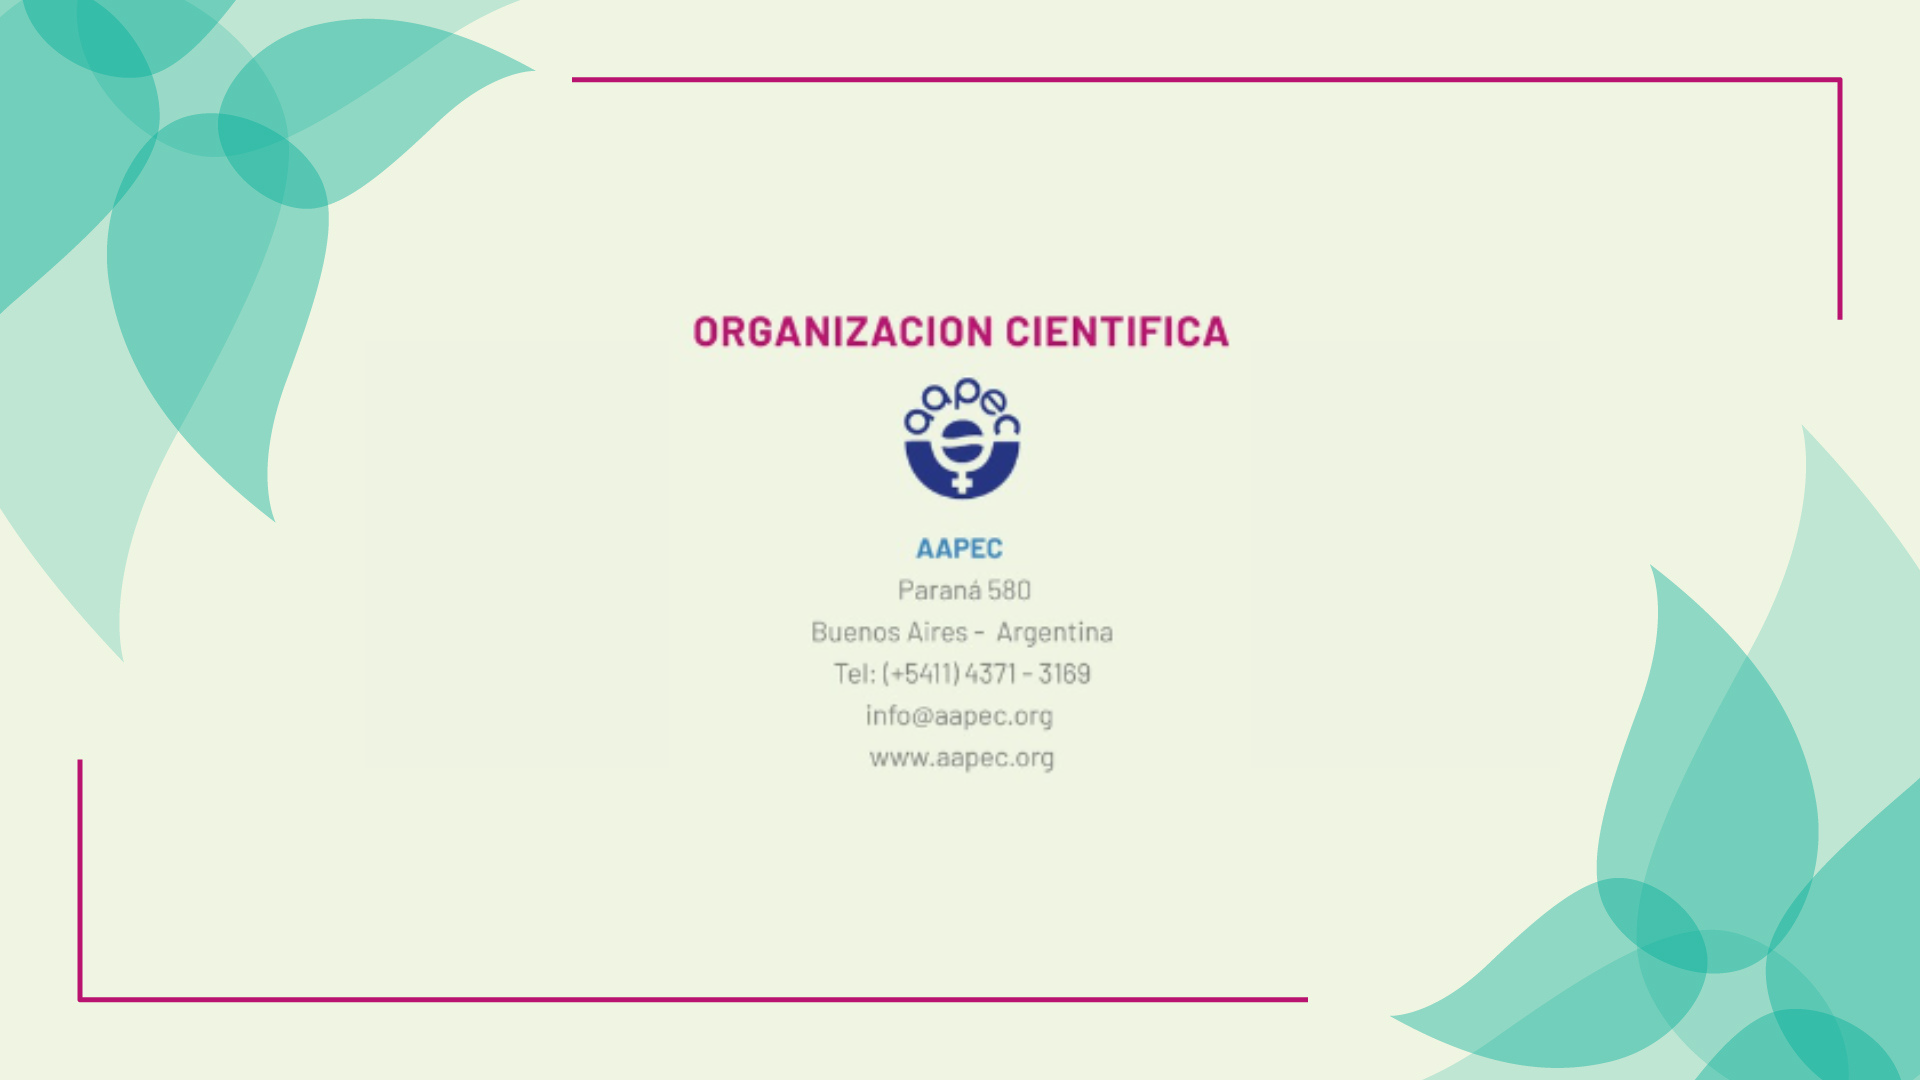 ORGANIZACION CIENTIFICA
aapec
AAPEC
Paraná 580
Buenos Aires - Argentina
Tel: (+5411) 4371 - 3169
info@aapec.org
www.aapec.org